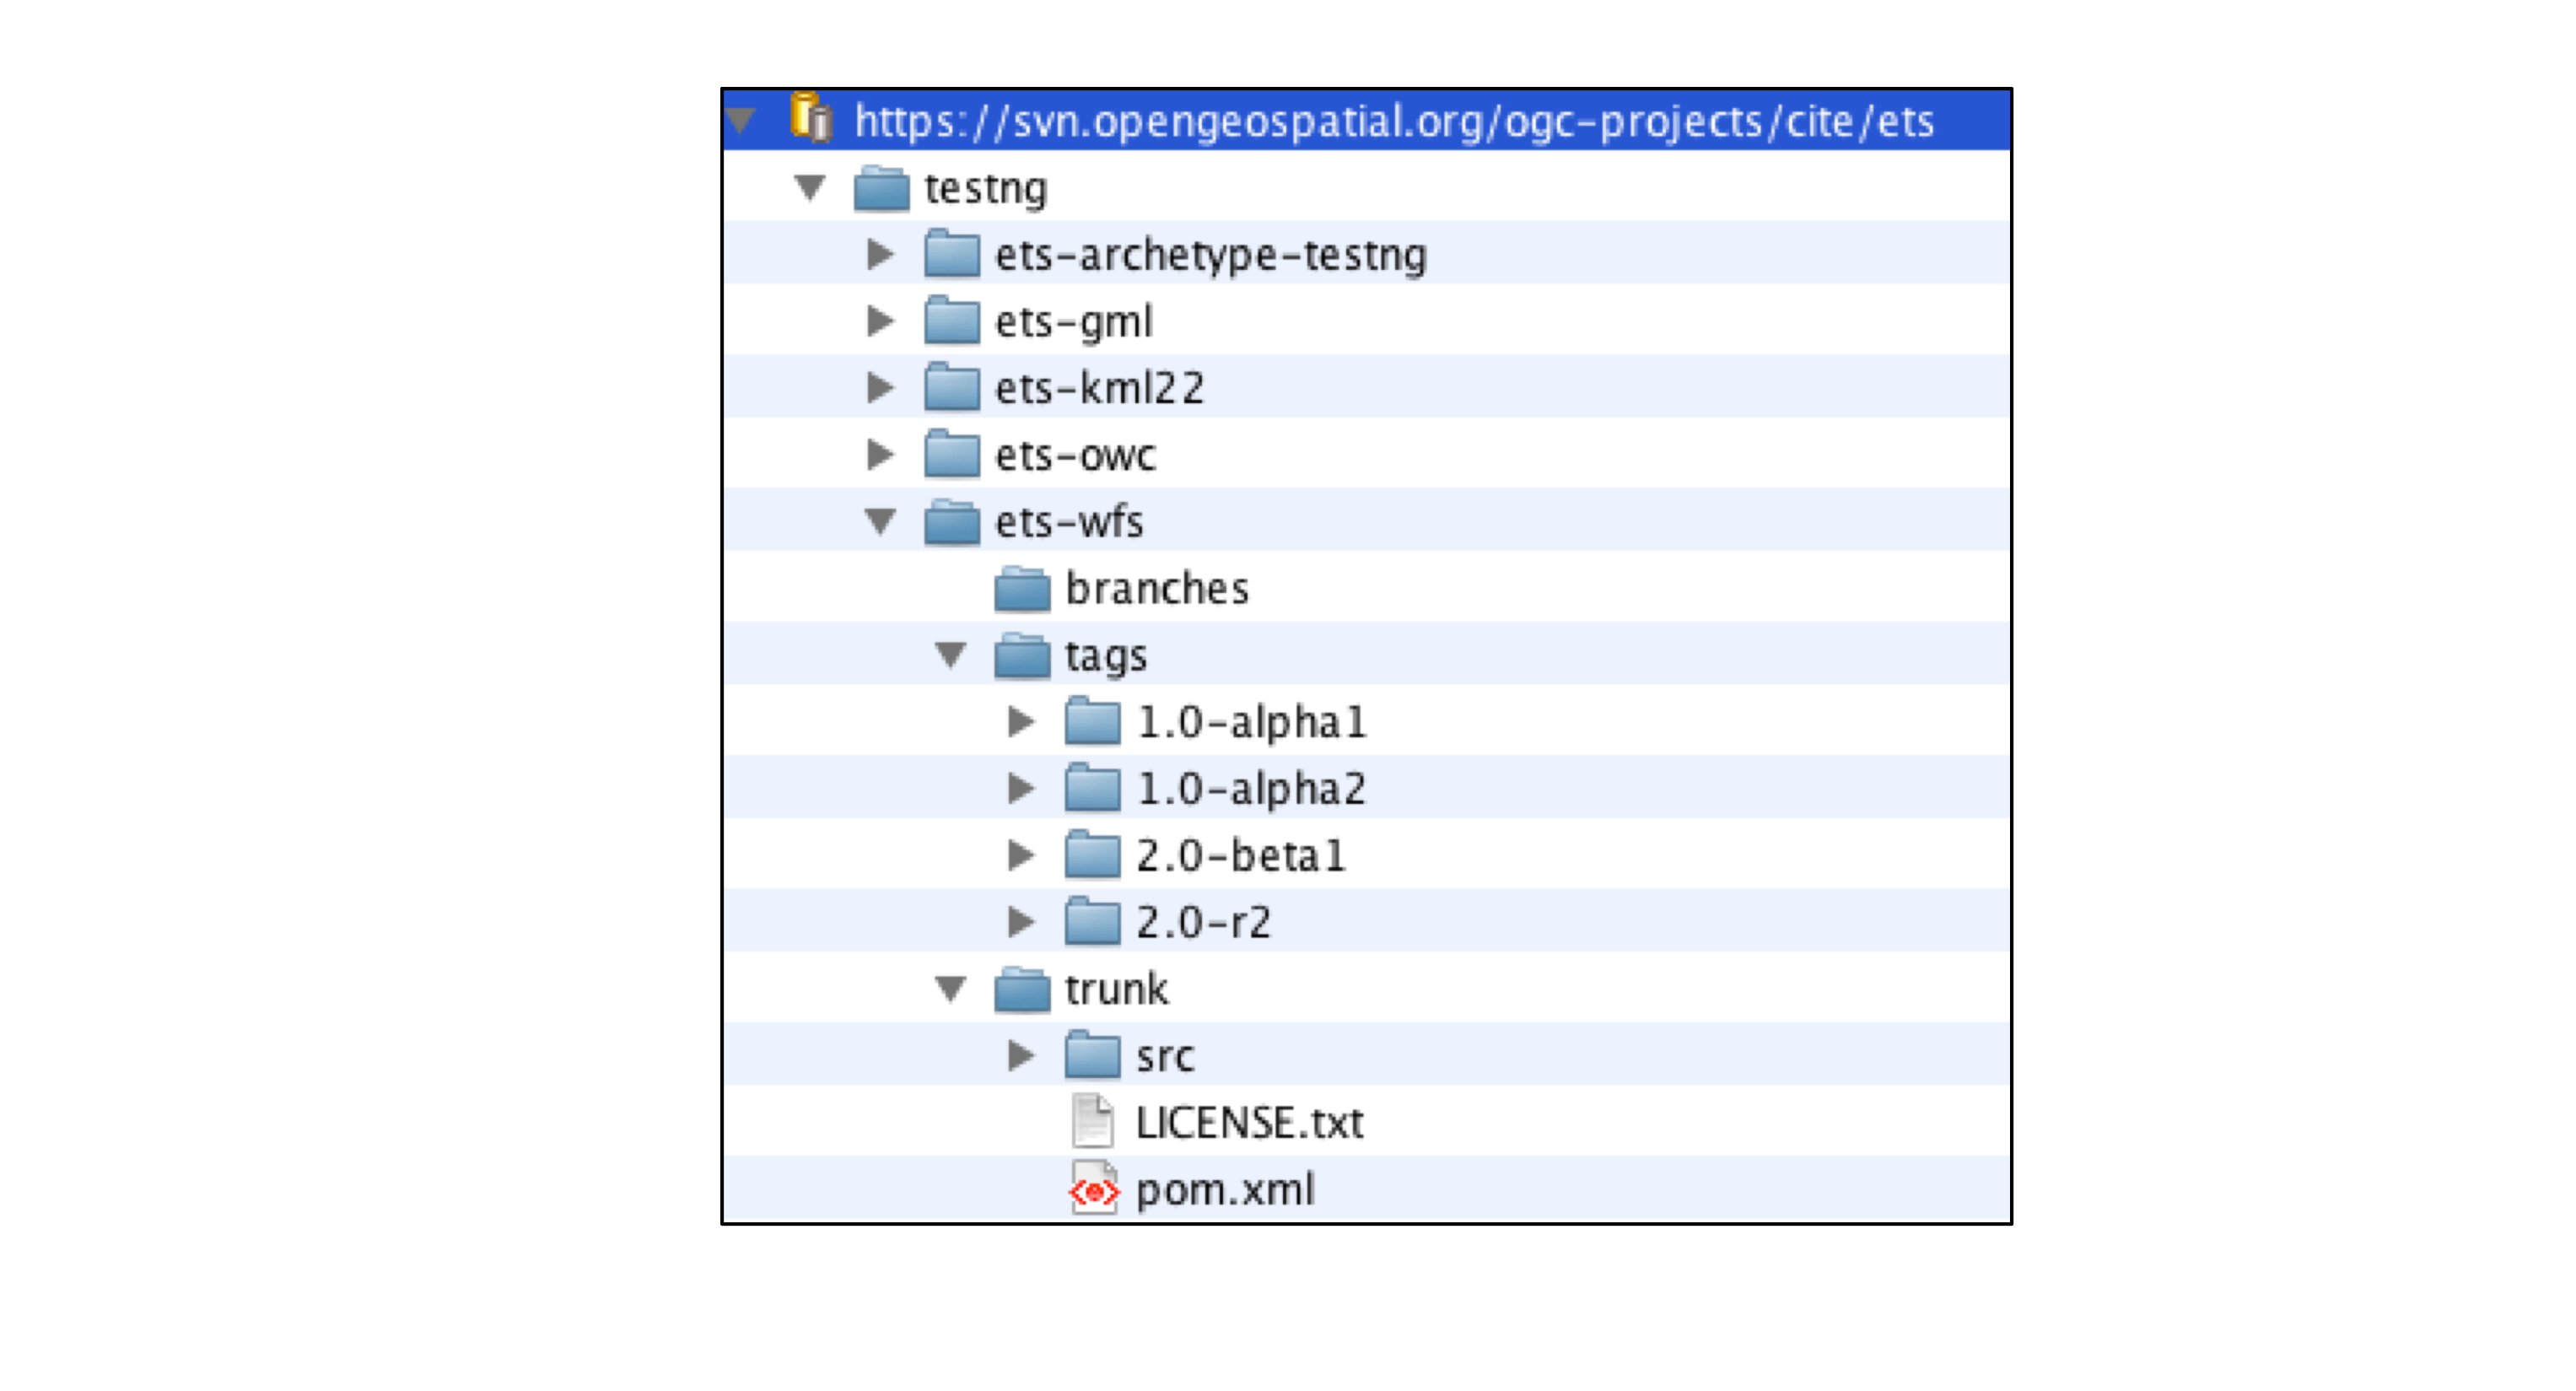 https://svn.opengeospatial.org/ogc-projects/cite/ets
testng
ets-archetype-testng
ets-gml
ets-kml22
ets-owc
ets-wfs
branches
tags
1.0-alpha1
1.0-alpha2
2.0-beta1
2.0-r2
trunk
src
LICENSE.txt
pom.xml